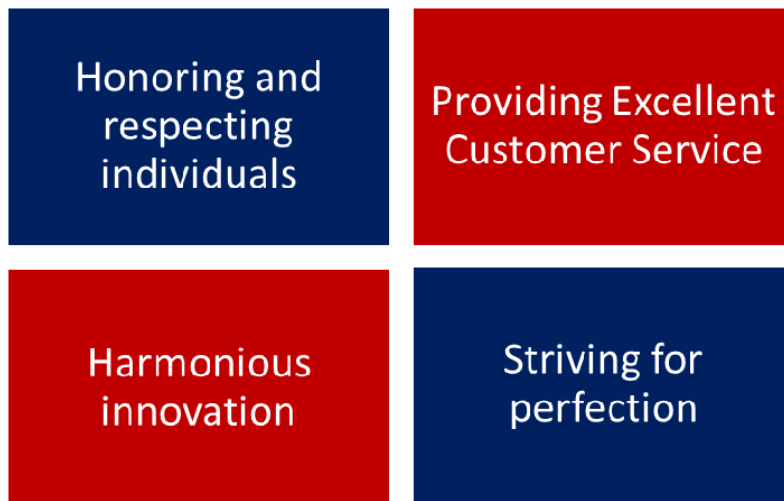 Honoring and
respecting
individuals
Providing Excellent
Customer Service
Harmonious
innovation
Striving for
perfection